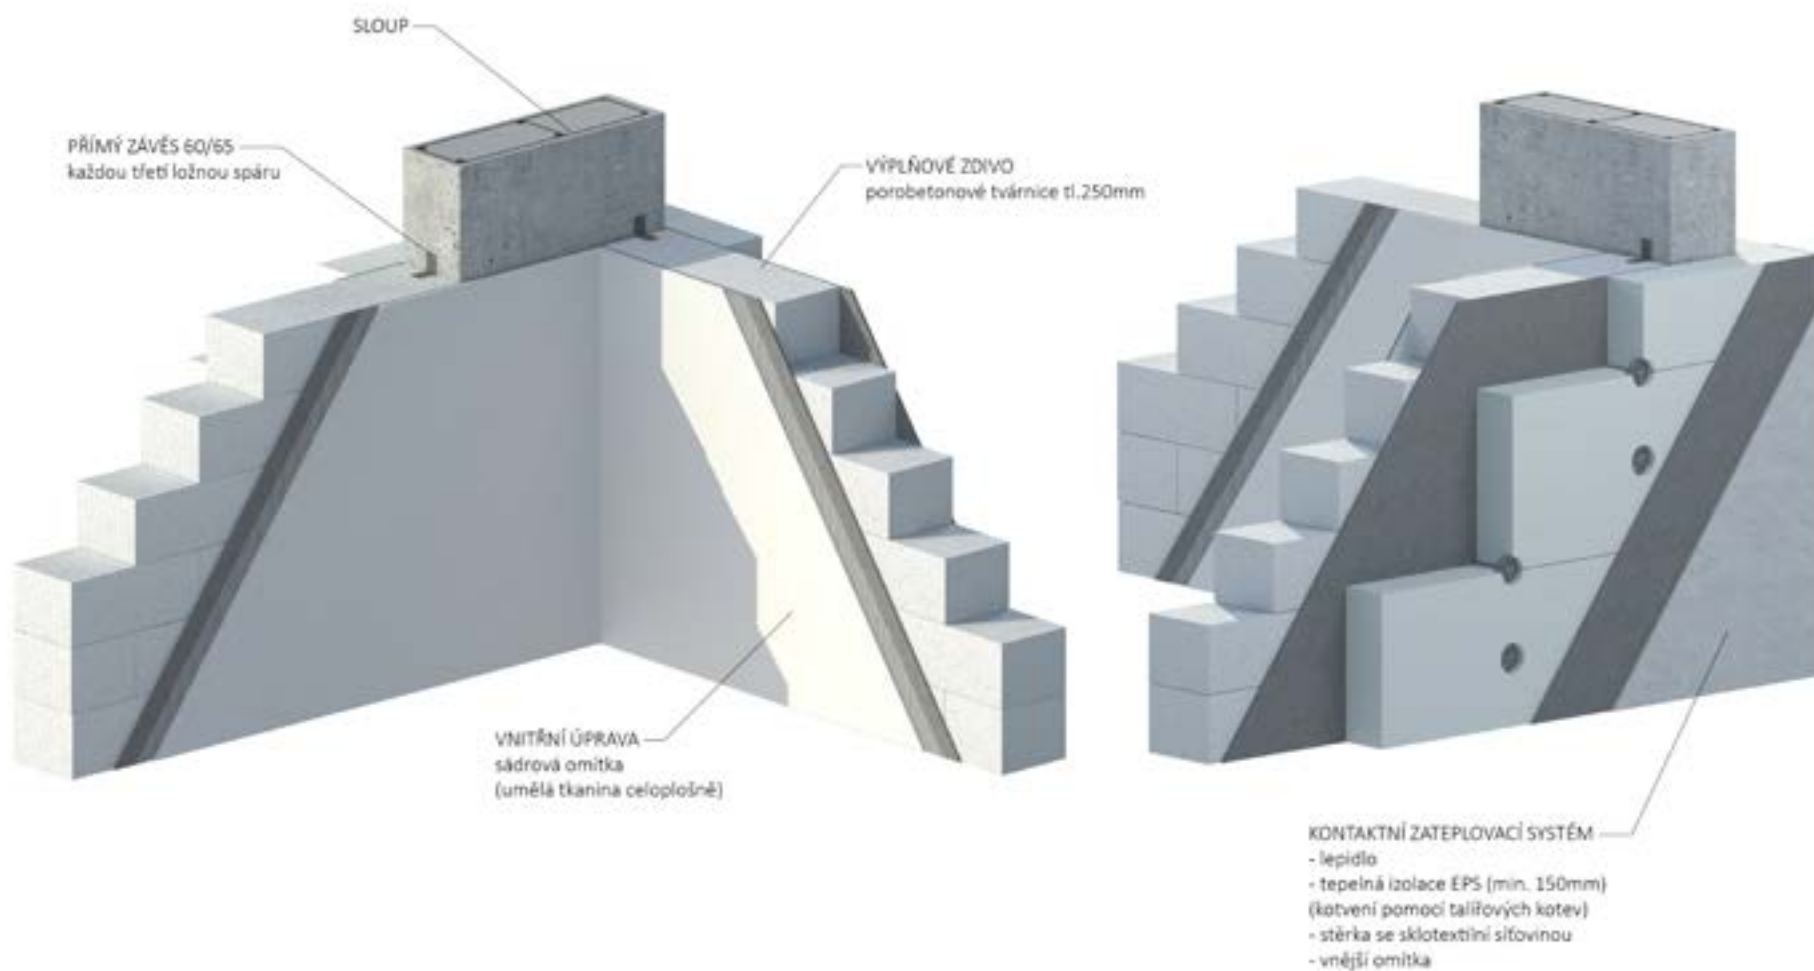 SLOUP
PŘÍMÝ ZÁVĚS 60/65
každou třetí ložnou spáru
VÝPLŇOVÉ ZDIVO
porobetonové tvárnice tl.250mm
VNITŘNÍ ÚPRAVA
sádrová omítka
(umělá tkanina celoplošně)
KONTAKTNÍ ZATEPLOVACÍ SYSTÉM
- lepidlo
- tepelná izolace EPS (min. 150mm)
(kotvení pomocí talířových kotev)
- stěrka se sklotextilní síťovinou
- vnější omítka